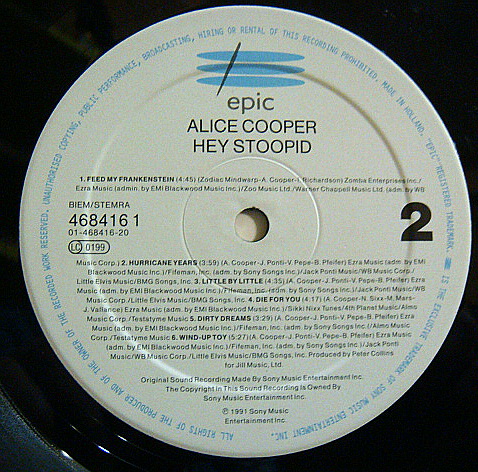 epic
ALICE COOPER
HEY STOOPID
1. FEED MY FRANKENSTEIN (4:45) (Zodiac Mindwarp-A. Cooper-I. Richardson) Zomba Enterprises Inc./
Ezra Music (admin. by EMI Blackwood Music Inc.)/Zoo Music Ltd./Warner Chappell Music Ltd. (adm. by WB
BIEM/STEMRA
468416 1
01-468416-20
LC 0199
2
Music Corp.) 2. HURRICANE YEARS (3:59) (A. Cooper-J. Ponti-V. Pepe-B. Pfeifer) Ezra Music (adm. by EMI
Blackwood Music Inc.)/Fifeman, Inc. (adm. by Sony Songs Inc.)/Jack Ponti Music/WB Music Corp./
Little Elvis Music/BMG Songs, Inc. 3. LITTLE BY LITTLE (4:35) (A. Cooper-J. Ponti-V. Pepe-B. Pfeifer)
Ezra Music (adm. by EMI Blackwood Music Inc.)/Fifeman, Inc. (adm. by Sony Songs Inc.)/Jack Ponti Music/WB
Music Corp./Little Elvis Music/BMG Songs, Inc. 4. DIE FOR YOU (4:17) (A. Cooper-N. Sixx-M. Mars-
J. Vallance) Ezra Music (adm. by EMI Blackwood Music Inc.)/Sikki Nixx Tunes/4th Planet Music/Almo
Music Corp./Testatyme Music 5. DIRTY DREAMS (3:29) (A. Cooper-J. Ponti-V. Pepe-B. Pfeifer) Ezra
Music (adm. by EMI Blackwood Music Inc.)/Fifeman, Inc. (adm. by Sony Songs Inc.)/Almo Music
Corp./Testatyme Music 6. WIND-UP TOY (5:27) (A. Cooper-J. Ponti-V. Pepe-B. Pfeifer) Ezra Music
(adm. by EMI Blackwood Music Inc.)/Fifeman, Inc. (adm. by Sony Songs Inc.)/Jack Ponti
Music/WB Music Corp./Little Elvis Music/BMG Songs, Inc. Produced by Peter Collins
for Jill Music, Ltd.
Original Sound Recording Made By Sony Music Entertainment Inc.
The Copyright In This Sound Recording Is Owned By
Sony Music Entertainment Inc.
℗ 1991 Sony Music
Entertainment Inc.
ALL RIGHTS OF THE PRODUCER AND OF THE OWNER OF THE RECORDED WORK RESERVED. UNAUTHORISED COPYING, PUBLIC PERFORMANCE, BROADCASTING, HIRING OR RENTAL OF THIS RECORDING PROHIBITED. MADE IN HOLLAND. "EPIC" REGISTERED TRADEMARK. IS THE EXCLUSIVE TRADEMARK OF SONY MUSIC ENTERTAINMENT INC.